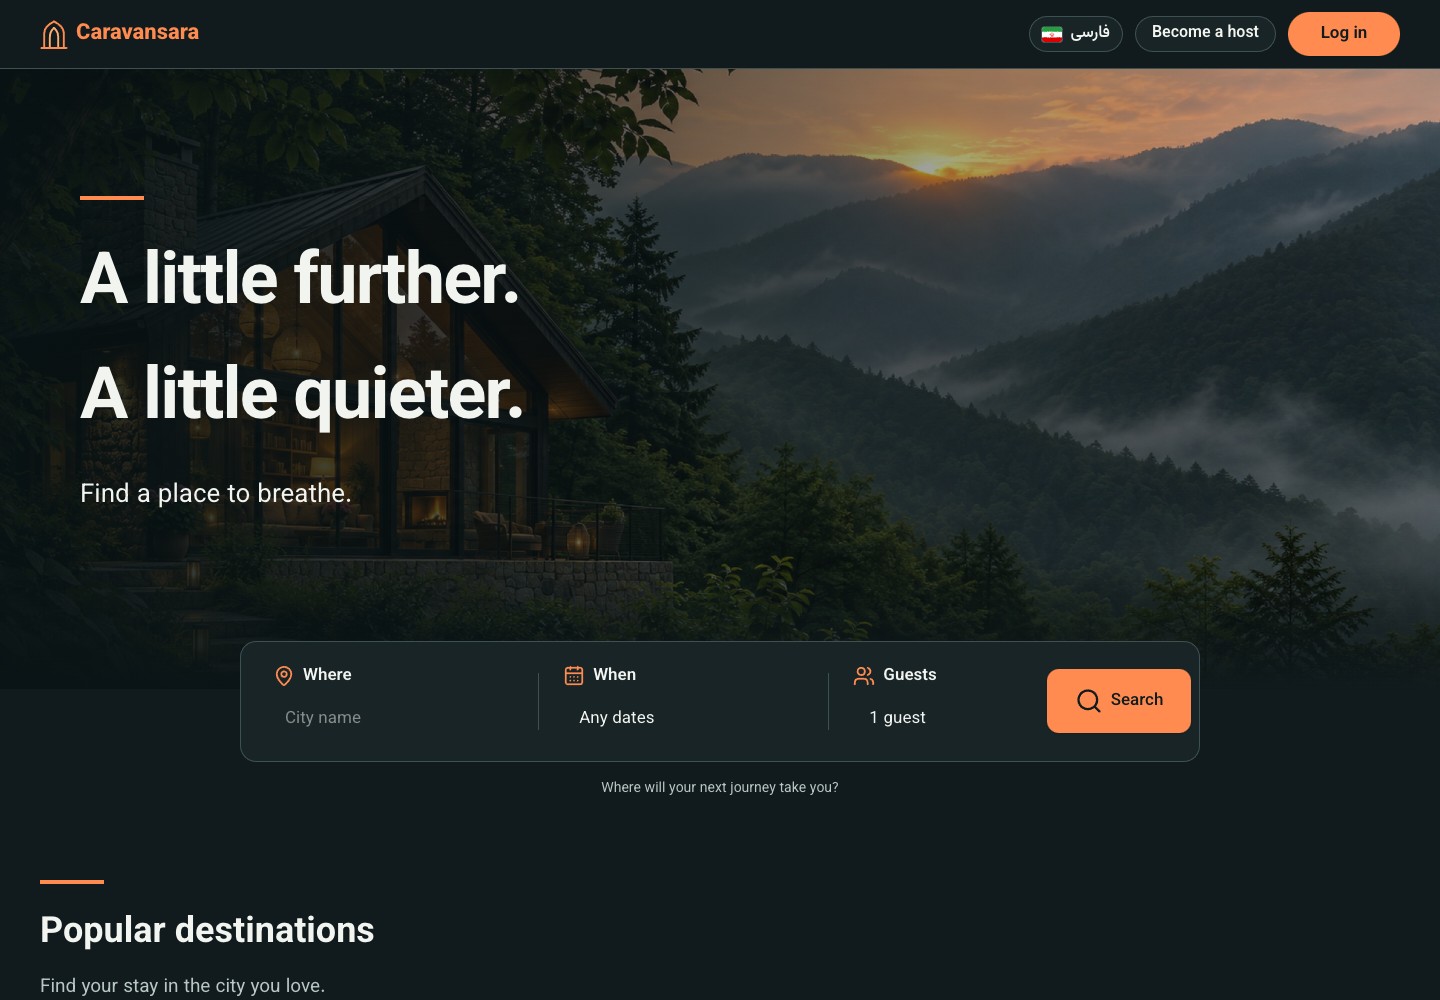 Caravansara
فارسی
Become a host
Log in
A little further.
A little quieter.
Find a place to breathe.
Where
City name
When
Any dates
Guests
1 guest
Search
Where will your next journey take you?
Popular destinations
Find your stay in the city you love.